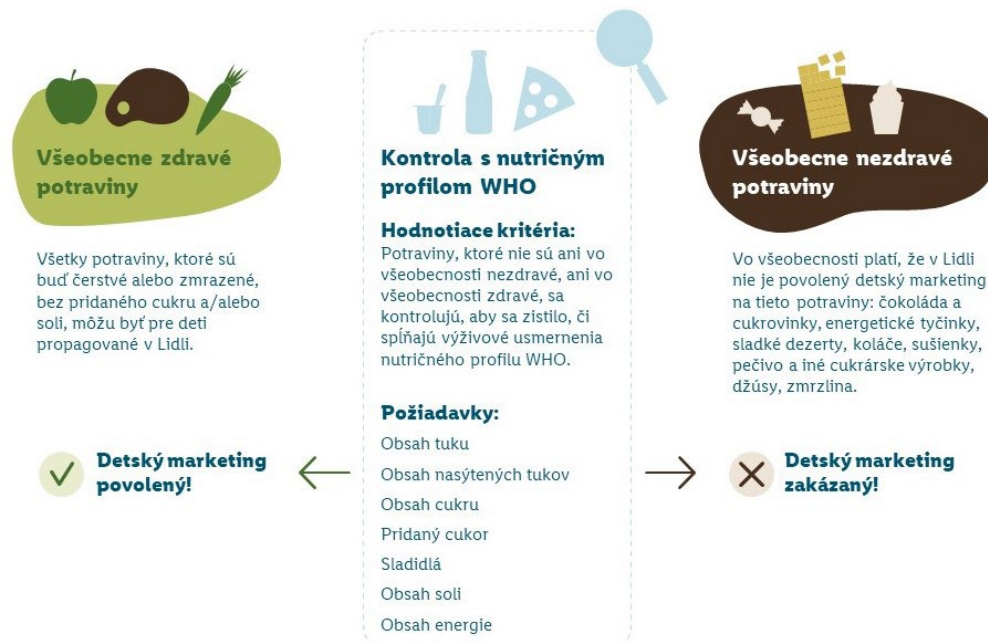 Všeobecne zdravé
potraviny
Všetky potraviny, ktoré sú
buď čerstvé alebo zmrazené,
bez pridaného cukru a/alebo
soli, môžu byť pre deti
propagované v Lidli.
Detský marketing
povolený!
Kontrola s nutričným
profilom WHO
Hodnotiace kritéria:
Potraviny, ktoré nie sú ani vo
všeobecnosti nezdravé, ani vo
všeobecnosti zdravé, sa
kontrolujú, aby sa zistilo, či
spĺňajú výživové usmernenia
nutričného profilu WHO.
Požiadavky:
Obsah tuku
Obsah nasýtených tukov
Obsah cukru
Pridaný cukor
Sladidlá
Obsah soli
Obsah energie
Všeobecne nezdravé
potraviny
Vo všeobecnosti platí, že v Lidli
nie je povolený detský marketing
na tieto potraviny: čokoláda a
cukrovinky, energetické tyčinky,
sladké dezerty, koláče, sušienky,
pečivo a iné cukrárske výrobky,
džúsy, zmrzlina.
Detský marketing
zakázaný!